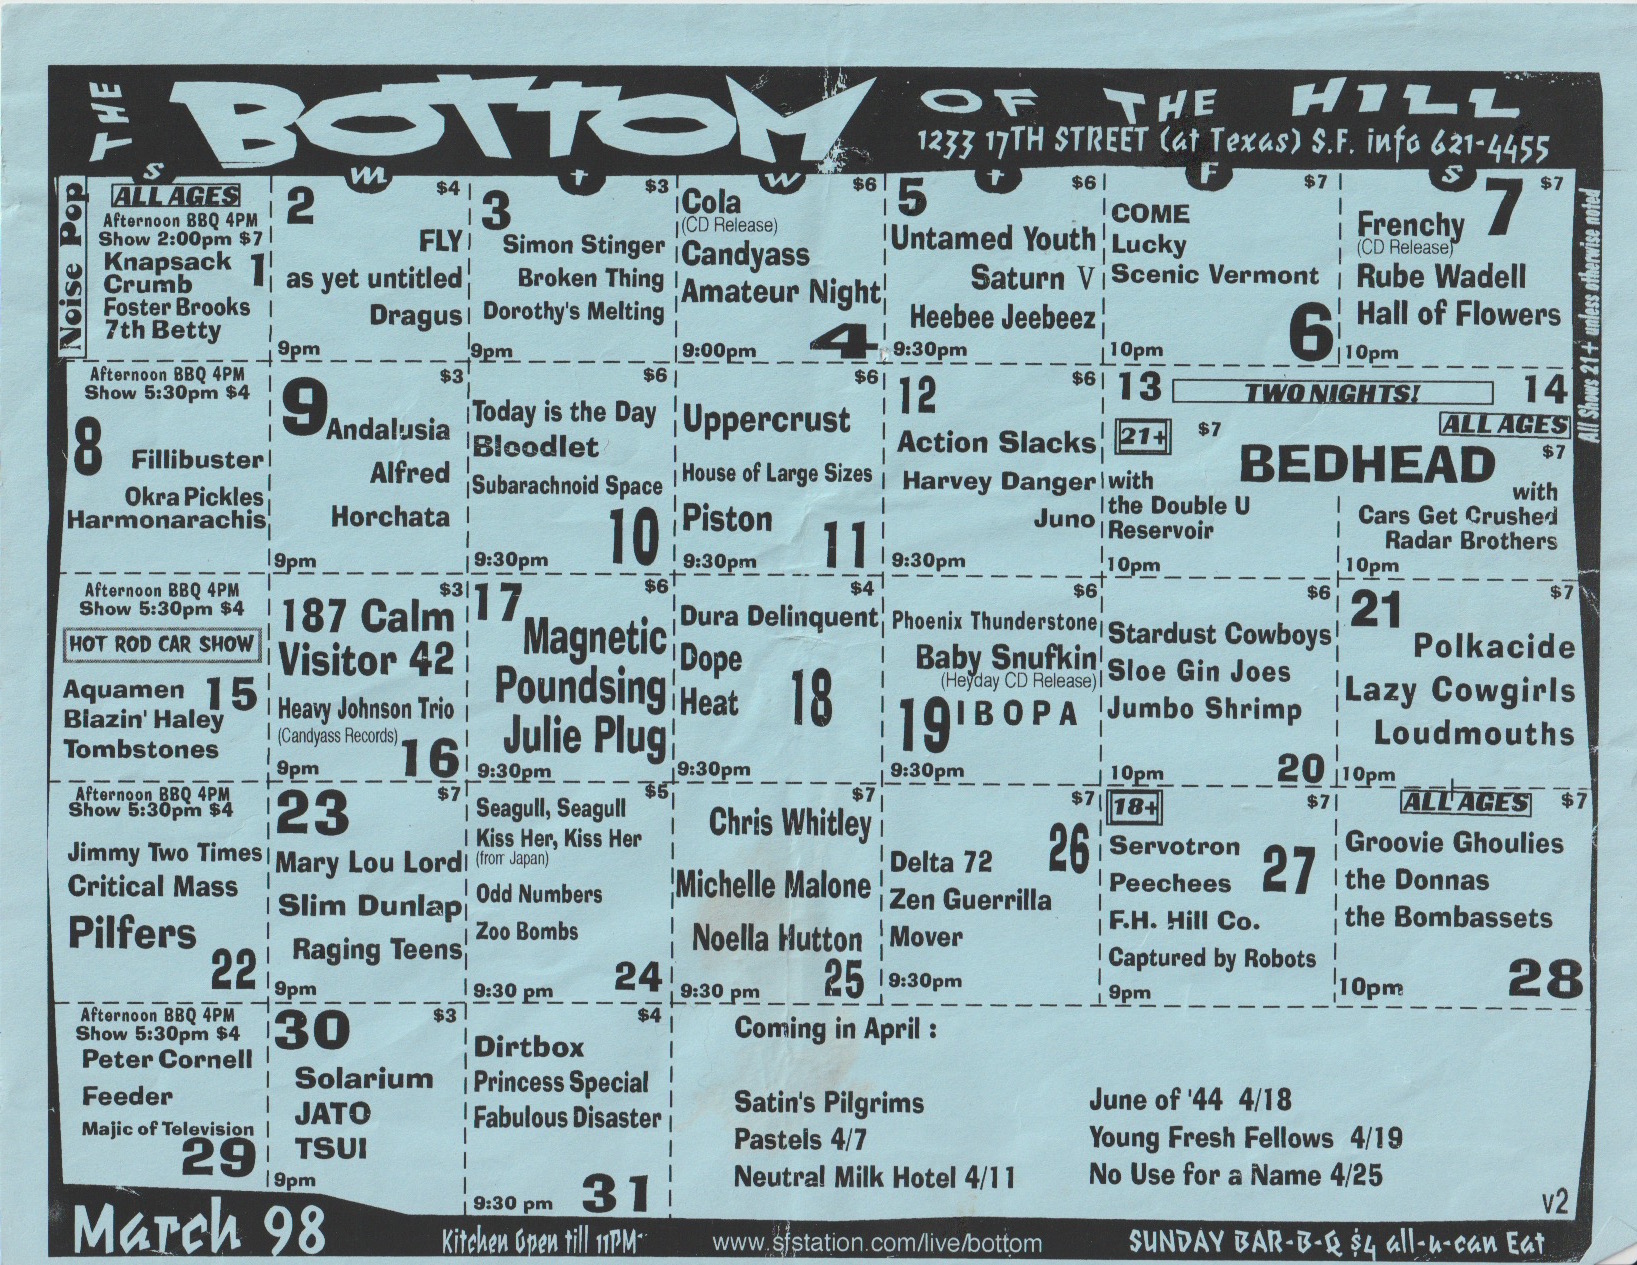 THE BOTTOM OF THE HILL
1233 17TH STREET (at Texas) S.F. info 621-4455
S M t W t F S
All Shows 21+ unless otherwise noted
Noise Pop
ALL AGES
Afternoon BBQ 4PM
Show 2:00pm $7
Knapsack
1
Crumb
Foster Brooks
7th Betty
2
$4
FLY
as yet untitled
Dragus
9pm
3
$3
Simon Stinger
Broken Thing
Dorothy's Melting
9pm
$6
Cola
(CD Release)
Candyass
Amateur Night
9:00pm
4
5
$6
Untamed Youth
Saturn V
Heebee Jeebeez
9:30pm
$7
COME
Lucky
Scenic Vermont
10pm
6
7
$7
Frenchy
(CD Release)
Rube Wadell
Hall of Flowers
10pm
Afternoon BBQ 4PM
Show 5:30pm $4
8
Fillibuster
Okra Pickles
Harmonarachis
9
$3
Andalusia
Alfred
Horchata
9pm
$6
Today is the Day
Bloodlet
Subarachnoid Space
10
9:30pm
$6
Uppercrust
House of Large Sizes
Piston
11
9:30pm
12
$6
Action Slacks
Harvey Danger
Juno
9:30pm
13
TWO NIGHTS!
14
21+
$7
ALL AGES
$7
BEDHEAD
with
the Double U
Reservoir
10pm
with
Cars Get Crushed
Radar Brothers
10pm
Afternoon BBQ 4PM
Show 5:30pm $4
HOT ROD CAR SHOW
Aquamen
15
Blazin' Haley
Tombstones
$3
187 Calm
Visitor 42
Heavy Johnson Trio
(Candyass Records)
9pm
16
17
$6
Magnetic
Poundsing
Julie Plug
9:30pm
$4
Dura Delinquent
Dope
Heat
18
9:30pm
$6
Phoenix Thunderstone
Baby Snufkin
(Heyday CD Release)
19
IBOPA
9:30pm
$6
Stardust Cowboys
Sloe Gin Joes
Jumbo Shrimp
10pm
20
21
$7
Polkacide
Lazy Cowgirls
Loudmouths
10pm
Afternoon BBQ 4PM
Show 5:30pm $4
Jimmy Two Times
Critical Mass
Pilfers
22
23
$7
Mary Lou Lord
Slim Dunlap
Raging Teens
9pm
$5
Seagull, Seagull
Kiss Her, Kiss Her
(from Japan)
Odd Numbers
Zoo Bombs
24
9:30 pm
$7
Chris Whitley
Michelle Malone
Noella Hutton
25
9:30 pm
$7
26
Delta 72
Zen Guerrilla
Mover
9:30pm
18+
$7
Servotron
27
Peechees
F.H. Hill Co.
Captured by Robots
9pm
ALL AGES
$7
Groovie Ghoulies
the Donnas
the Bombassets
10pm
28
Afternoon BBQ 4PM
Show 5:30pm $4
Peter Cornell
Feeder
Majic of Television
29
30
$3
Solarium
JATO
TSUI
9pm
$4
Dirtbox
Princess Special
Fabulous Disaster
9:30 pm
31
Coming in April :
Satin's Pilgrims
Pastels 4/7
Neutral Milk Hotel 4/11
June of '44 4/18
Young Fresh Fellows 4/19
No Use for a Name 4/25
v2
March 98
Kitchen Open till 11PM
www.sfstation.com/live/bottom
SUNDAY BAR-B-Q $4 all-u-can Eat